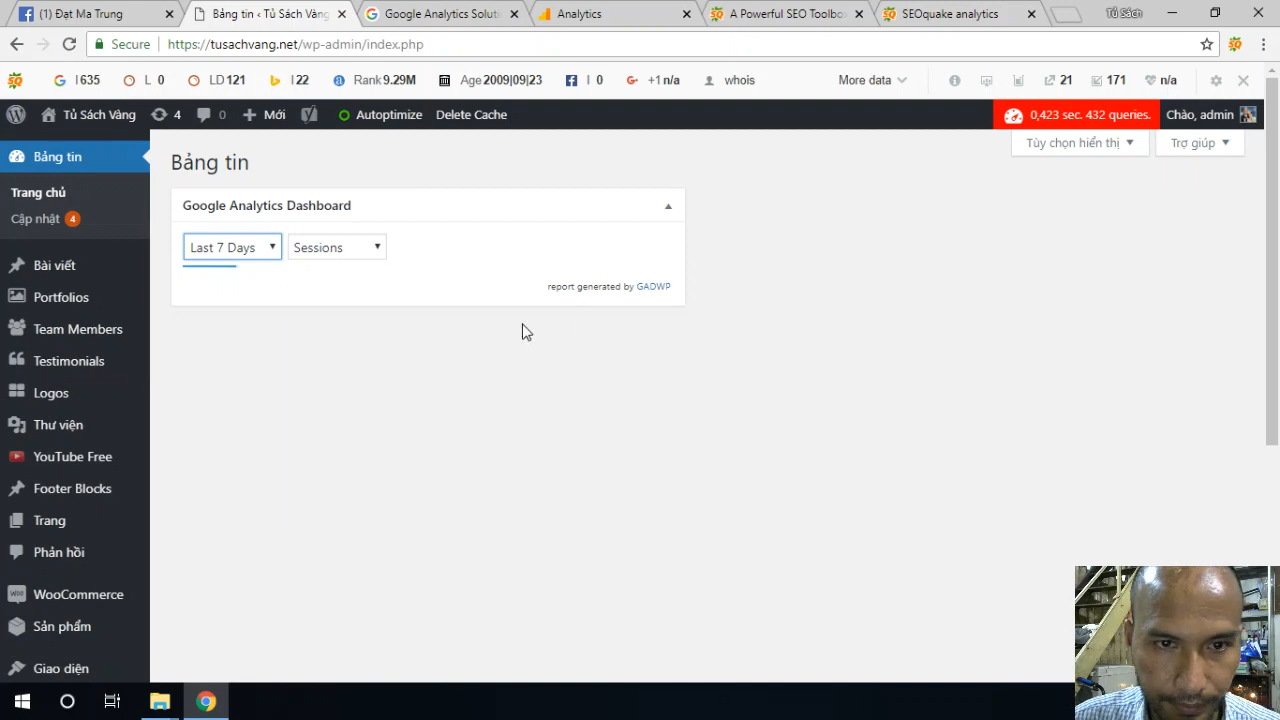 (1) Đạt Ma Trung
Bảng tin ‹ Tủ Sách Vàng
Google Analytics Soluti
Analytics
A Powerful SEO Toolbox
SEOquake analytics
Tủ Sách
Secure
https://tusachvang.net/wp-admin/index.php
I 635
L 0
LD 121
I 22
Rank 9.29M
Age 2009|09|23
I 0
+1 n/a
whois
More data
21
171
n/a
Tủ Sách Vàng
4
0
Mới
Autoptimize
Delete Cache
0,423 sec. 432 queries.
Chào, admin
Tùy chọn hiển thị
Trợ giúp
Bảng tin
Trang chủ
Cập nhật 4
Bài viết
Portfolios
Team Members
Testimonials
Logos
Thư viện
YouTube Free
Footer Blocks
Trang
Phản hồi
WooCommerce
Sản phẩm
Giao diện
Bảng tin
Google Analytics Dashboard
Last 7 Days
Sessions
report generated by GADWP